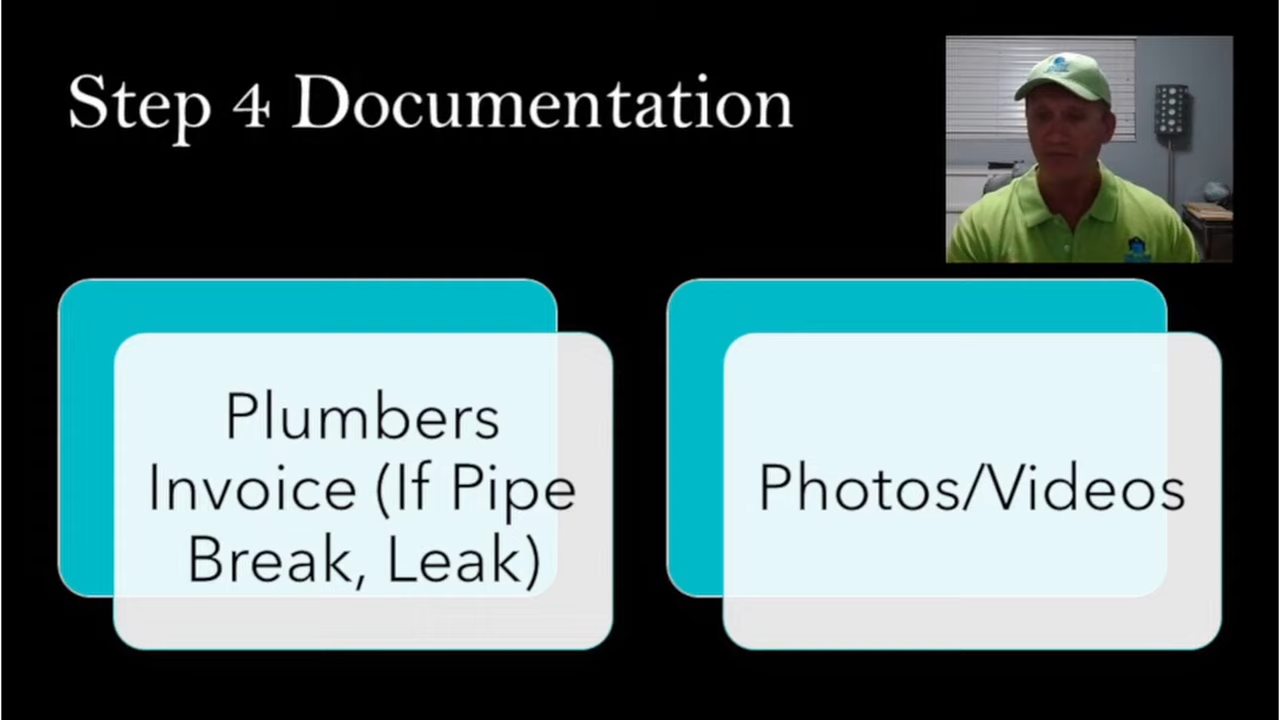 Step 4 Documentation
Plumbers
Invoice (If Pipe
Break, Leak)
Photos/Videos